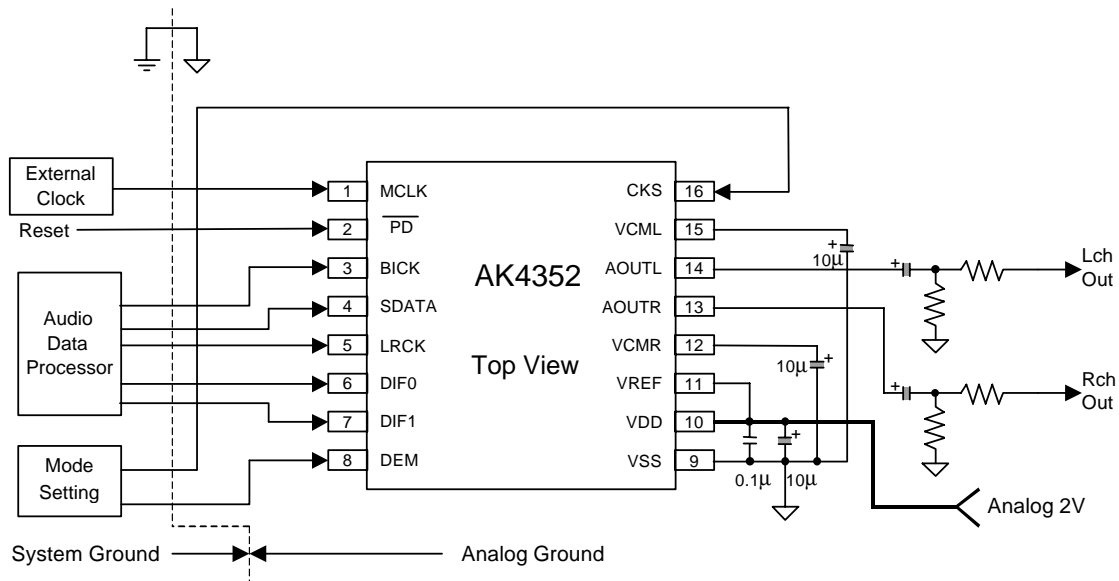 External
Clock
Reset
Audio
Data
Processor
Mode
Setting
1 MCLK
2 PD
3 BICK
4 SDATA
5 LRCK
6 DIF0
7 DIF1
8 DEM
AK4352
Top View
CKS 16
VCML 15
AOUTL 14
AOUTR 13
VCMR 12
VREF 11
VDD 10
VSS 9
+
10μ
+
10μ
+
0.1μ
+
10μ
+
Lch
Out
Rch
Out
Analog 2V
System Ground
Analog Ground